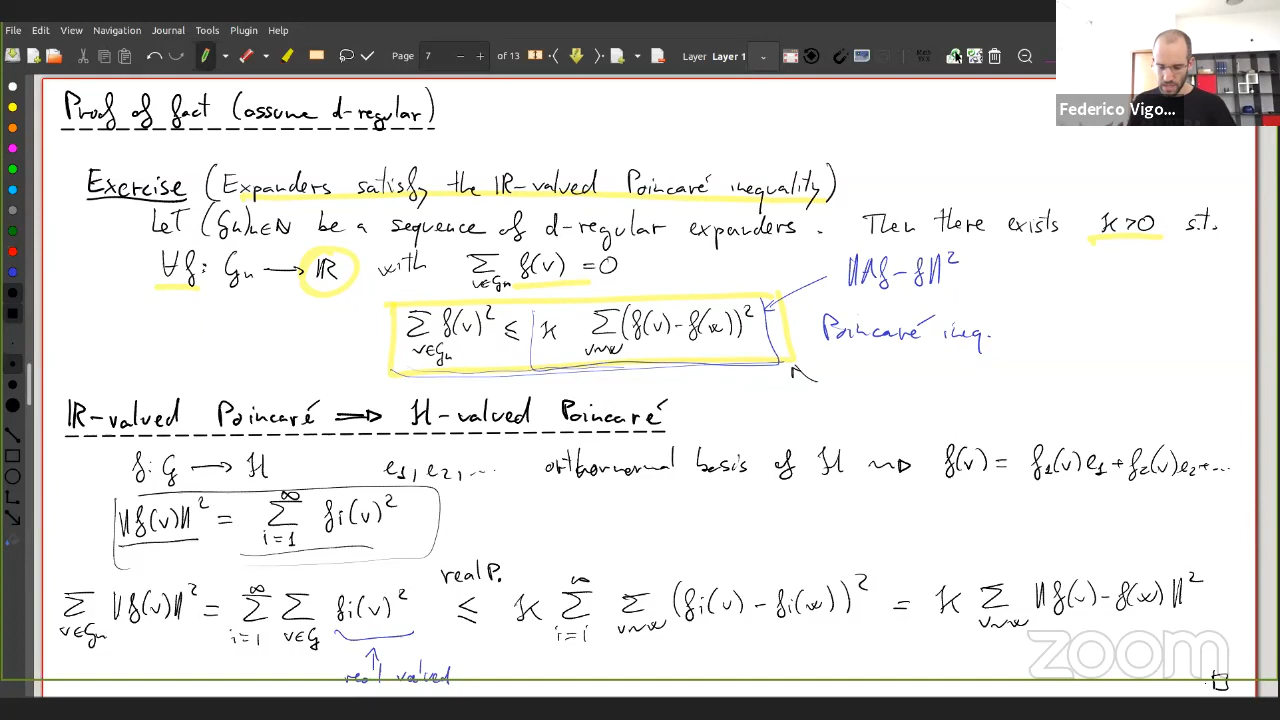 File Edit View Navigation Journal Tools Plugin Help
Page 7 of 13 Layer Layer 1
Federico Vigo...
Proof of fact (assume d-regular)
Exercise (Expanders satisfy the ℝ-valued Poincaré inequality)
Let (Gn)n∈ℕ be a sequence of d-regular expanders. Then there exists κ>0 s.t.
∀f: Gn → ℝ with Σ_{v∈Gn} f(v) = 0
‖Af - f‖²
Σ_{v∈Gn} f(v)² ≤ κ Σ_{v~w} (f(v) - f(w))²
Poincaré ineq.
ℝ-valued Poincaré ⟹ H-valued Poincaré
f: G → H e1, e2, ... orthonormal basis of H ⇝ f(v) = f1(v)e1 + f2(v)e2 + ...
‖f(v)‖² = Σ_{i=1}^∞ fi(v)²
real P.
Σ_{v∈Gn} ‖f(v)‖² = Σ_{i=1}^∞ Σ_{v∈G} fi(v)² ≤ κ Σ_{i=1}^∞ Σ_{v~w} (fi(v) - fi(w))² = κ Σ_{v~w} ‖f(v) - f(w)‖²
real valued
zoom